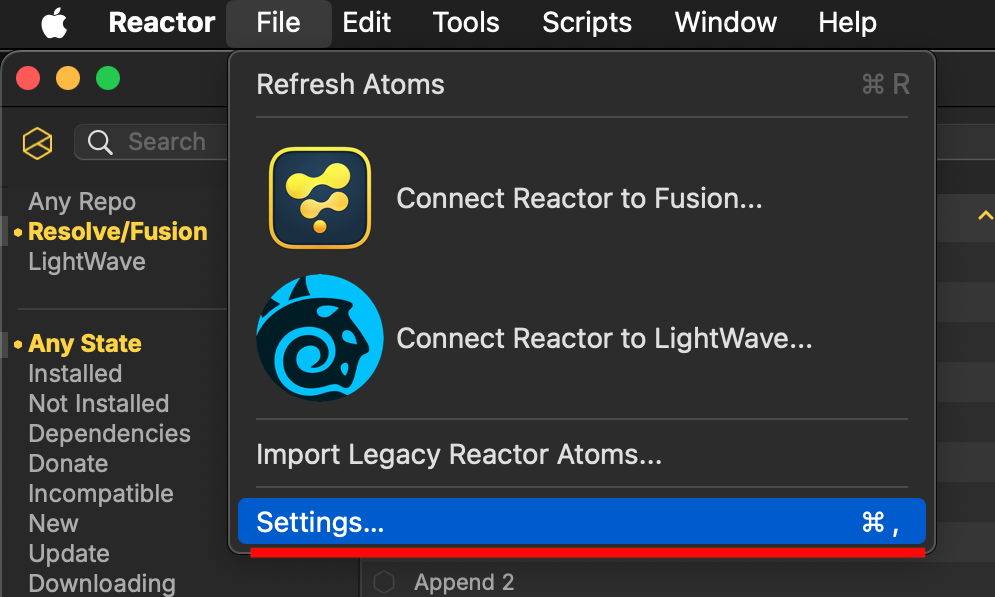 Reactor File Edit Tools Scripts Window Help
Refresh Atoms ⌘ R
Search
Connect Reactor to Fusion...
Any Repo
Resolve/Fusion
LightWave
Connect Reactor to LightWave...
Any State
Installed
Not Installed
Dependencies
Donate
Incompatible
New
Update
Downloading
Import Legacy Reactor Atoms...
Settings... ⌘ ,
Append 2